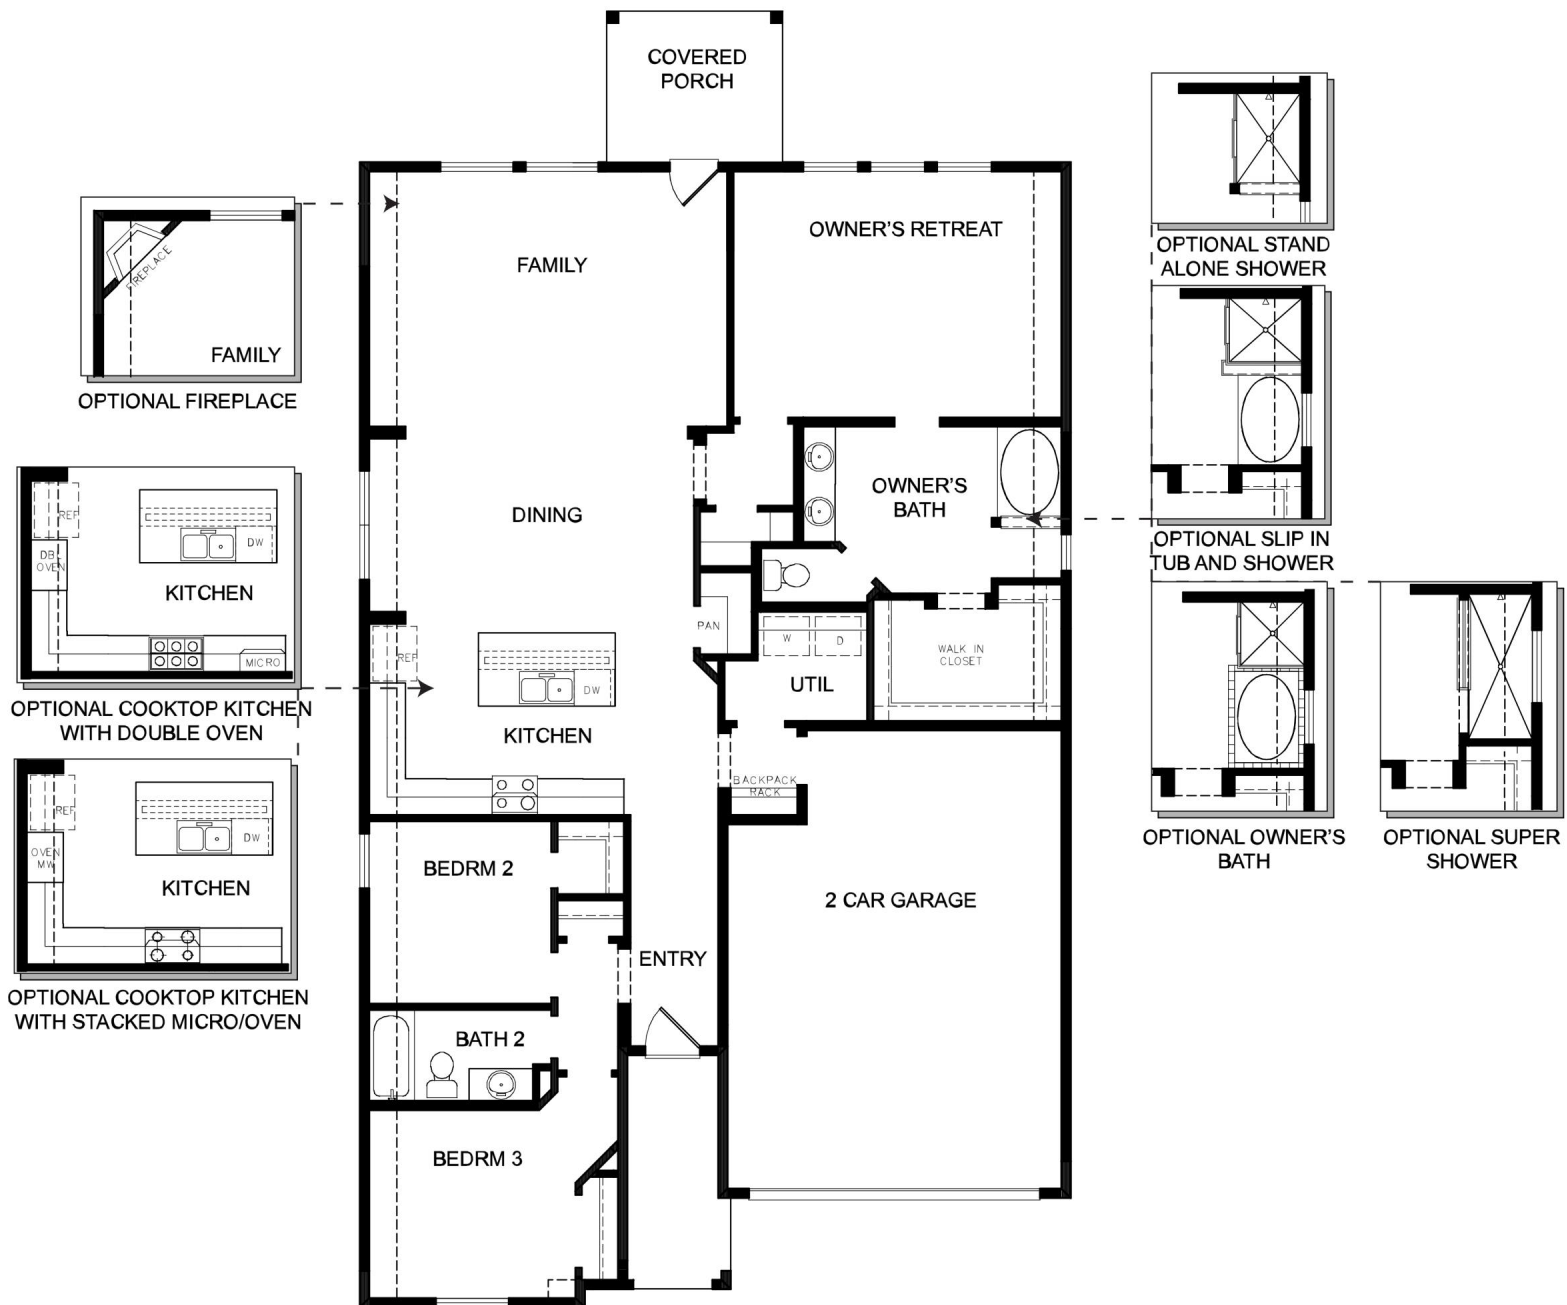 COVERED
PORCH
OWNER'S RETREAT
FAMILY
FIREPLACE
FAMILY
OPTIONAL FIREPLACE
OPTIONAL STAND
ALONE SHOWER
OWNER'S
BATH
DINING
REF
DW
DBL
OVEN
KITCHEN
MICRO
OPTIONAL COOKTOP KITCHEN
WITH DOUBLE OVEN
OPTIONAL SLIP IN
TUB AND SHOWER
PAN
W
D
WALK IN
CLOSET
REF
DW
UTIL
KITCHEN
BACKPACK
RACK
REF
DW
OVEN
MW
KITCHEN
OPTIONAL COOKTOP KITCHEN
WITH STACKED MICRO/OVEN
OPTIONAL OWNER'S
BATH
OPTIONAL SUPER
SHOWER
BEDRM 2
2 CAR GARAGE
ENTRY
BATH 2
BEDRM 3